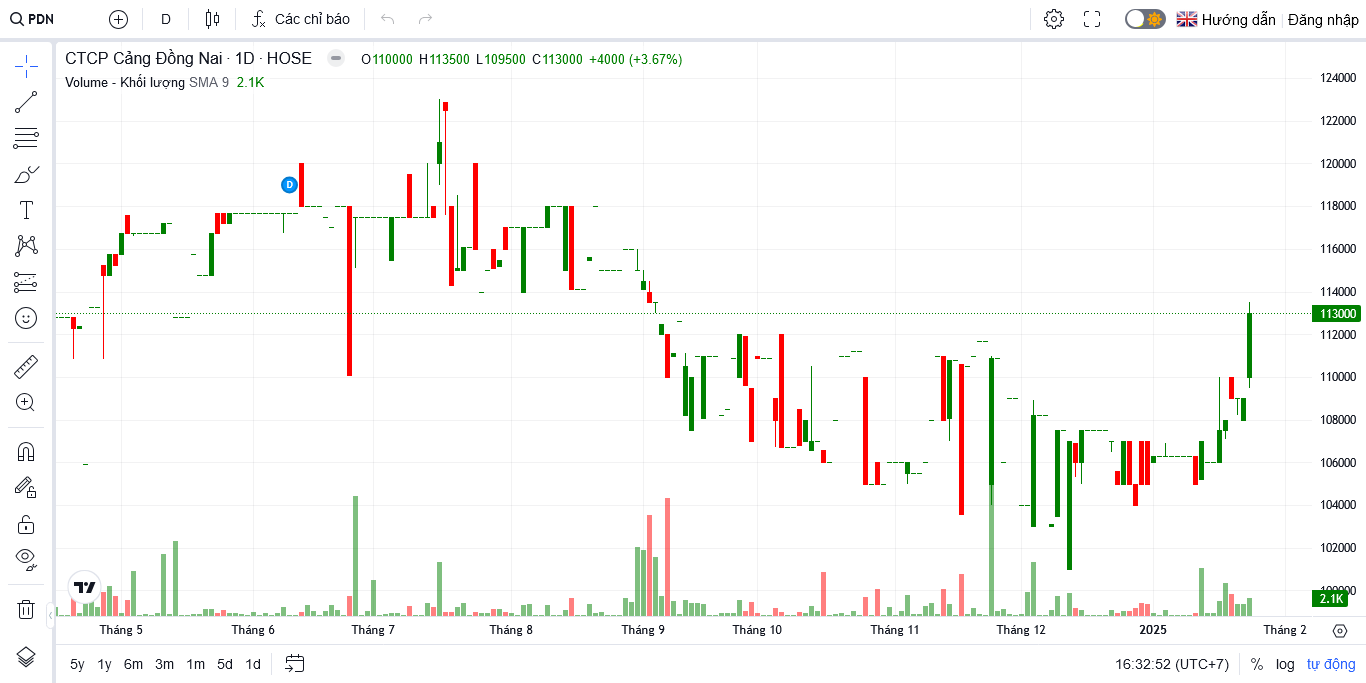 PDN D Các chỉ báo Hướng dẫn Đăng nhập
CTCP Cảng Đồng Nai · 1D · HOSE O110000 H113500 L109500 C113000 +4000 (+3.67%)
Volume - Khối lượng SMA 9 2.1K
D
124000
122000
120000
118000
116000
114000
113000
112000
110000
108000
106000
104000
102000
100000
2.1K
Tháng 5 Tháng 6 Tháng 7 Tháng 8 Tháng 9 Tháng 10 Tháng 11 Tháng 12 2025 Tháng 2
5y 1y 6m 3m 1m 5d 1d 16:32:52 (UTC+7) % log tự động